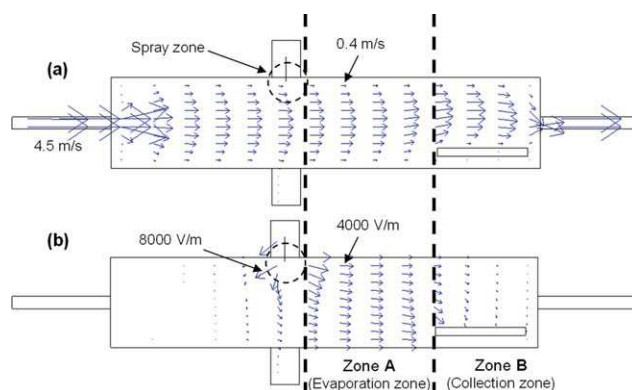 Spray zone
0.4 m/s
(a)
4.5 m/s
(b)
8000 V/m
4000 V/m
Zone A
(Evaporation zone)
Zone B
(Collection zone)